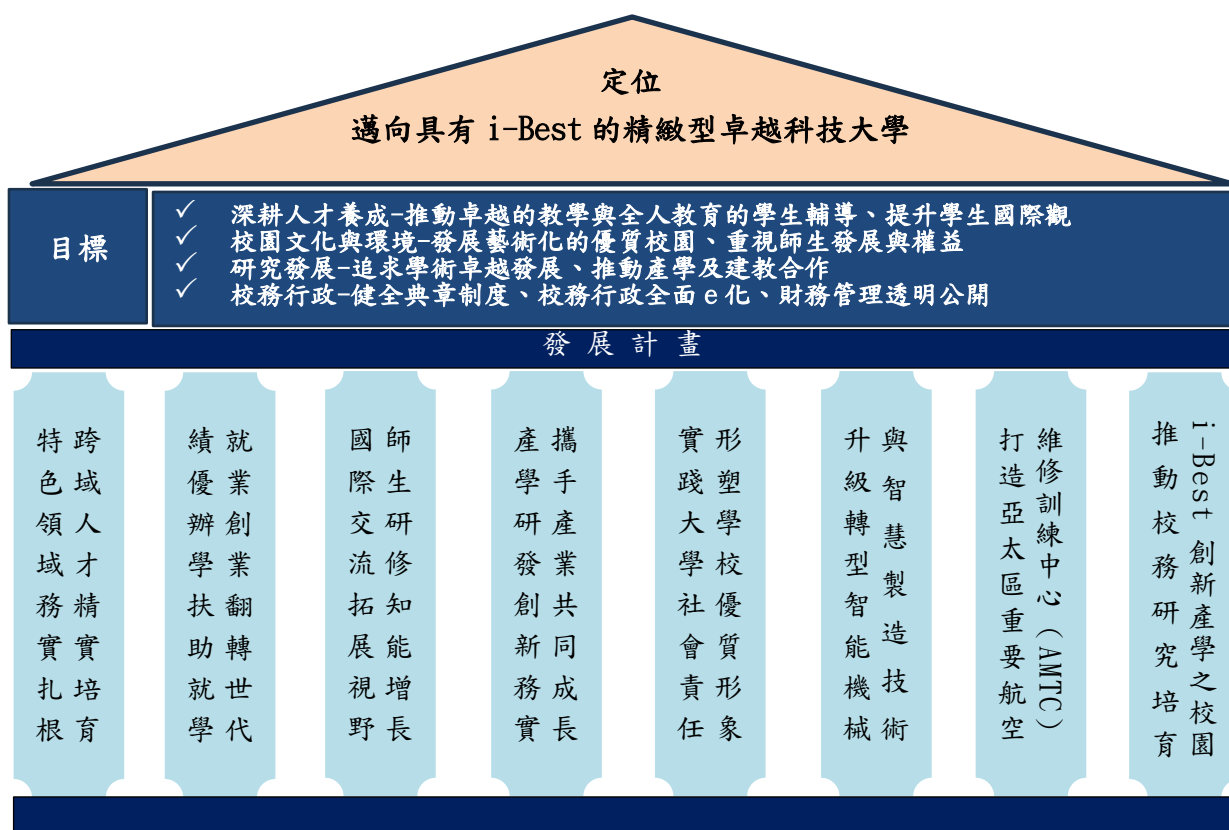 定位
邁向具有 i-Best 的精緻型卓越科技大學
目標
✓ 深耕人才養成-推動卓越的教學與全人教育的學生輔導、提升學生國際觀
✓ 校園文化與環境-發展藝術化的優質校園、重視師生發展與權益
✓ 研究發展-追求學術卓越發展、推動產學及建教合作
✓ 校務行政-健全典章制度、校務行政全面 e 化、財務管理透明公開
發展計畫
特色領域務實扎根
跨域人才精實培育
績優辦學扶助就學
就業創業翻轉世代
國際交流拓展視野
師生研修知能增長
產學研發創新務實
攜手產業共同成長
實踐大學社會責任
形塑學校優質形象
升級轉型智能機械
與智慧製造技術
打造亞太區重要航空
維修訓練中心（AMTC）
推動校務研究培育
i-Best 創新產學之校園